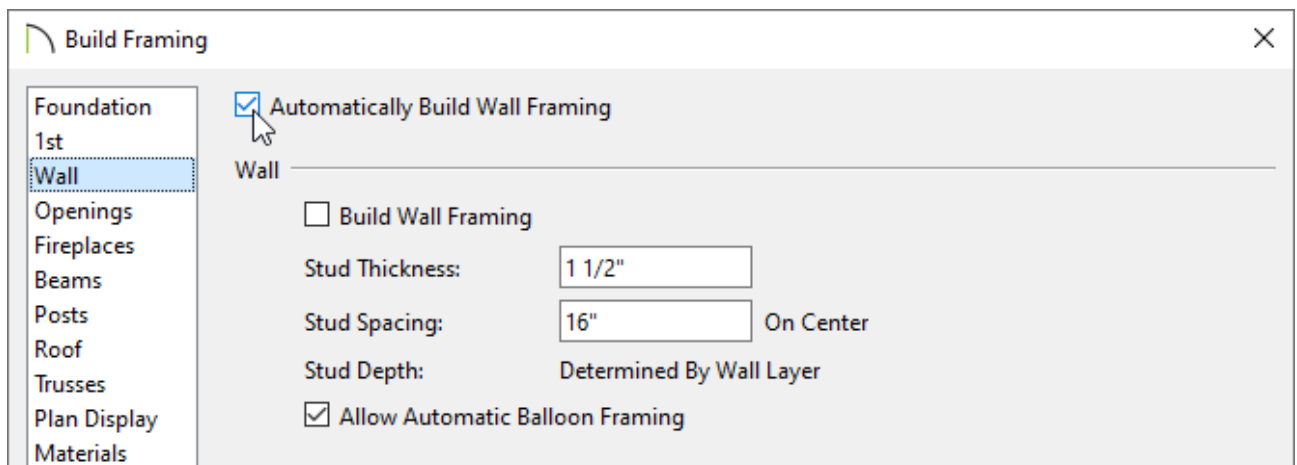 Build Framing
Foundation
1st
Wall
Openings
Fireplaces
Beams
Posts
Roof
Trusses
Plan Display
Materials
Automatically Build Wall Framing
Wall
Build Wall Framing
Stud Thickness: 1 1/2"
Stud Spacing: 16" On Center
Stud Depth: Determined By Wall Layer
Allow Automatic Balloon Framing